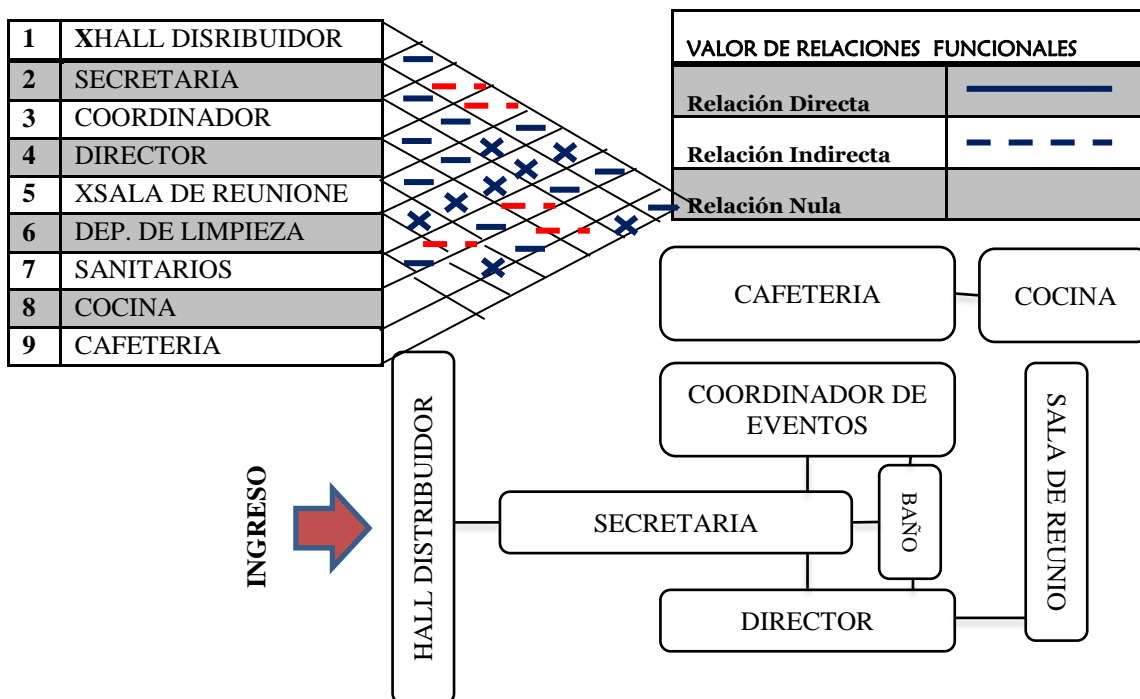 1 XHALL DISRIBUIDOR
2 SECRETARIA
3 COORDINADOR
4 DIRECTOR
5 XSALA DE REUNIONE
6 DEP. DE LIMPIEZA
7 SANITARIOS
8 COCINA
9 CAFETERIA
VALOR DE RELACIONES FUNCIONALES
Relación Directa
Relación Indirecta
Relación Nula
CAFETERIA
COCINA
INGRESO
HALL DISTRIBUIDOR
COORDINADOR DE
EVENTOS
SECRETARIA
BAÑO
DIRECTOR
SALA DE REUNIO